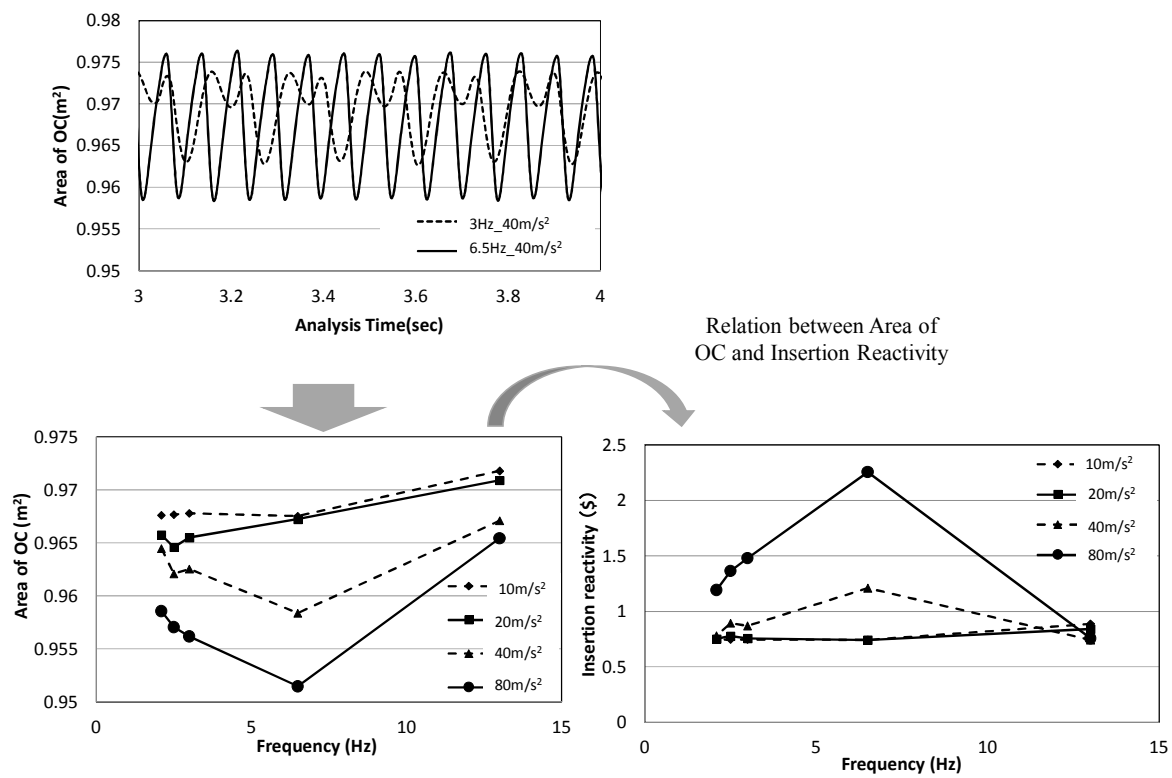 0.98
0.975
0.97
0.965
0.96
0.955
0.95
Area of OC(m²)
3Hz_40m/s²
6.5Hz_40m/s²
3
3.2
3.4
3.6
3.8
4
Analysis Time(sec)
Relation between Area of
OC and Insertion Reactivity
0.975
0.97
0.965
0.96
0.955
0.95
Area of OC (m²)
10m/s²
20m/s²
40m/s²
80m/s²
0
5
10
15
Frequency (Hz)
2.5
2
1.5
1
0.5
0
Insertion reactivity ($)
10m/s²
20m/s²
40m/s²
80m/s²
0
5
10
15
Frequency (Hz)